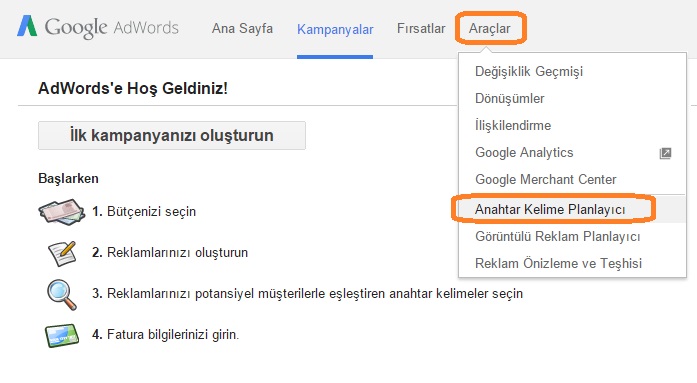 Google AdWords Ana Sayfa Kampanyalar Fırsatlar Araçlar
AdWords'e Hoş Geldiniz!
İlk kampanyanızı oluşturun
Başlarken
1. Bütçenizi seçin
2. Reklamlarınızı oluşturun
3. Reklamlarınızı potansiyel müşterilerle eşleştiren anahtar kelimeler seçin
4. Fatura bilgilerinizi girin.
Değişiklik Geçmişi
Dönüşümler
İlişkilendirme
Google Analytics
Google Merchant Center
Anahtar Kelime Planlayıcı
Görüntülü Reklam Planlayıcı
Reklam Önizleme ve Teşhisi